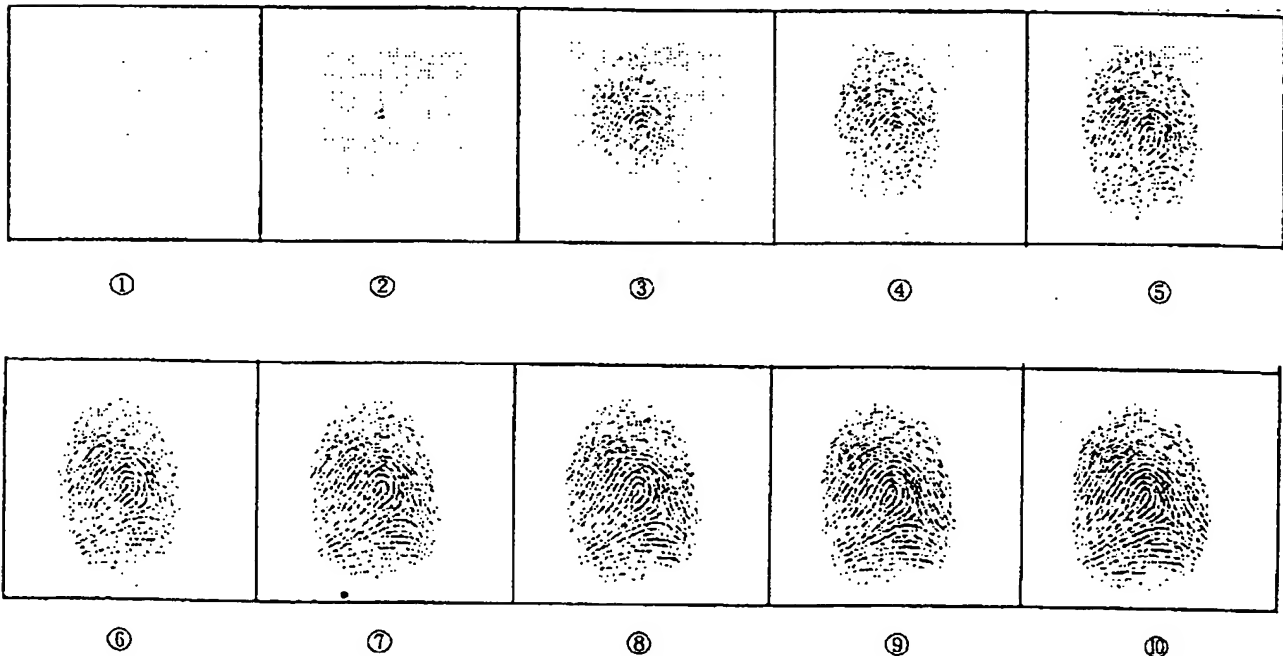 ① ② ③ ④ ⑤
⑥ ⑦ ⑧ ⑨ ⑩